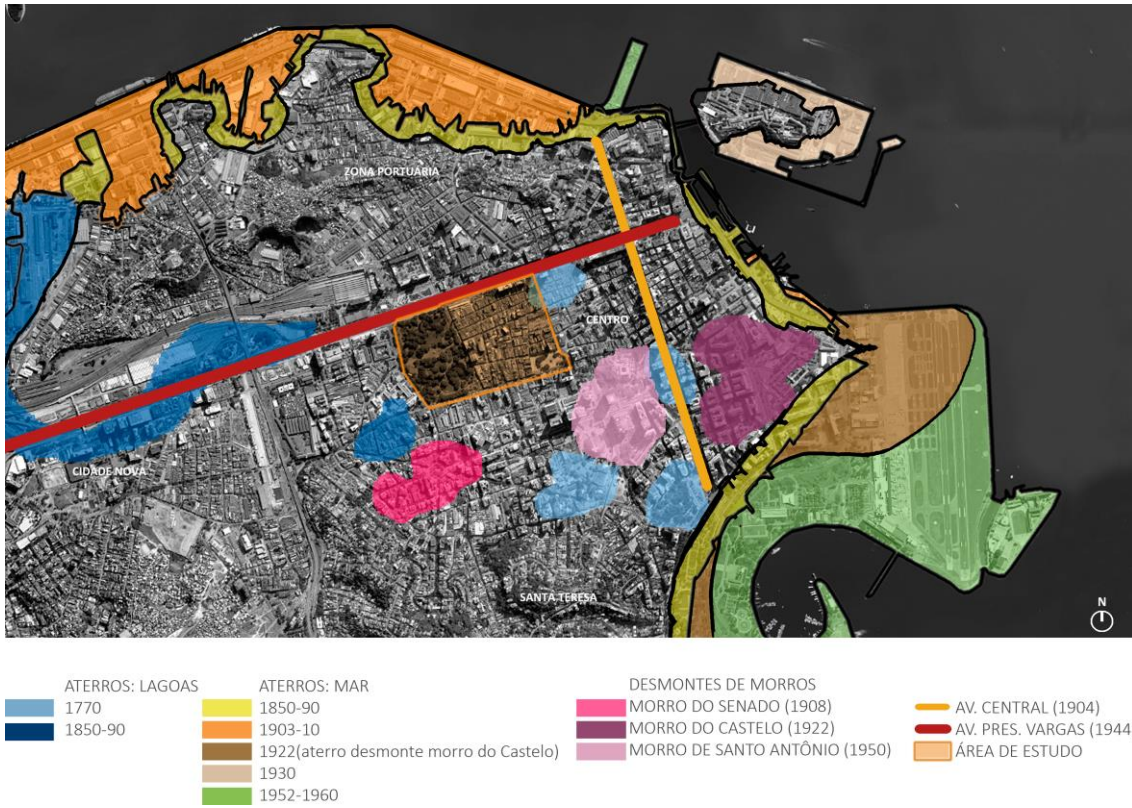 ZONA PORTUÁRIA
CENTRO
CIDADE NOVA
SANTA TERESA
N
ATERROS: LAGOAS
1770
1850-90
ATERROS: MAR
1850-90
1903-10
1922(aterro desmonte morro do Castelo)
1930
1952-1960
DESMONTES DE MORROS
MORRO DO SENADO (1908)
MORRO DO CASTELO (1922)
MORRO DE SANTO ANTÔNIO (1950)
AV. CENTRAL (1904)
AV. PRES. VARGAS (1944
ÁREA DE ESTUDO